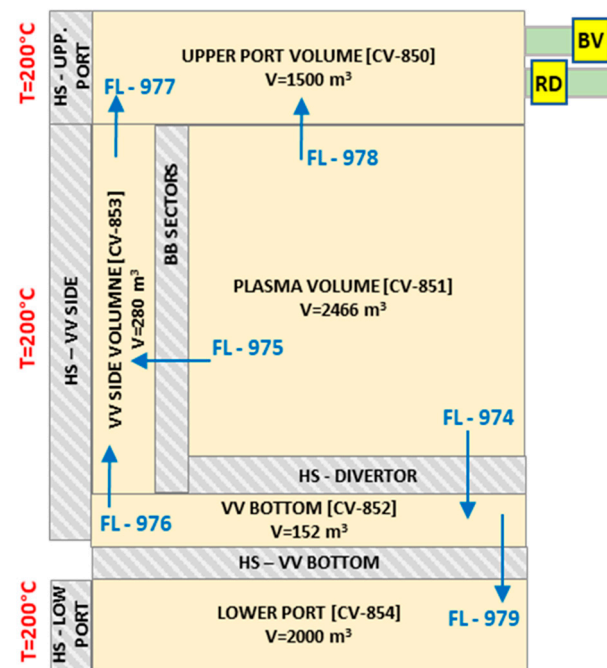 T=200°C
HS - UPP.
PORT
UPPER PORT VOLUME [CV-850]
V=1500 m³
BV
RD
FL - 977
FL - 978
T=200°C
HS – VV SIDE
VV SIDE VOLUMNE [CV-853]
V=280 m³
BB SECTORS
PLASMA VOLUME [CV-851]
V=2466 m³
FL - 975
FL - 974
HS - DIVERTOR
FL - 976
VV BOTTOM [CV-852]
V=152 m³
HS – VV BOTTOM
T=200°C
HS - LOW
PORT
LOWER PORT [CV-854]
V=2000 m³
FL - 979